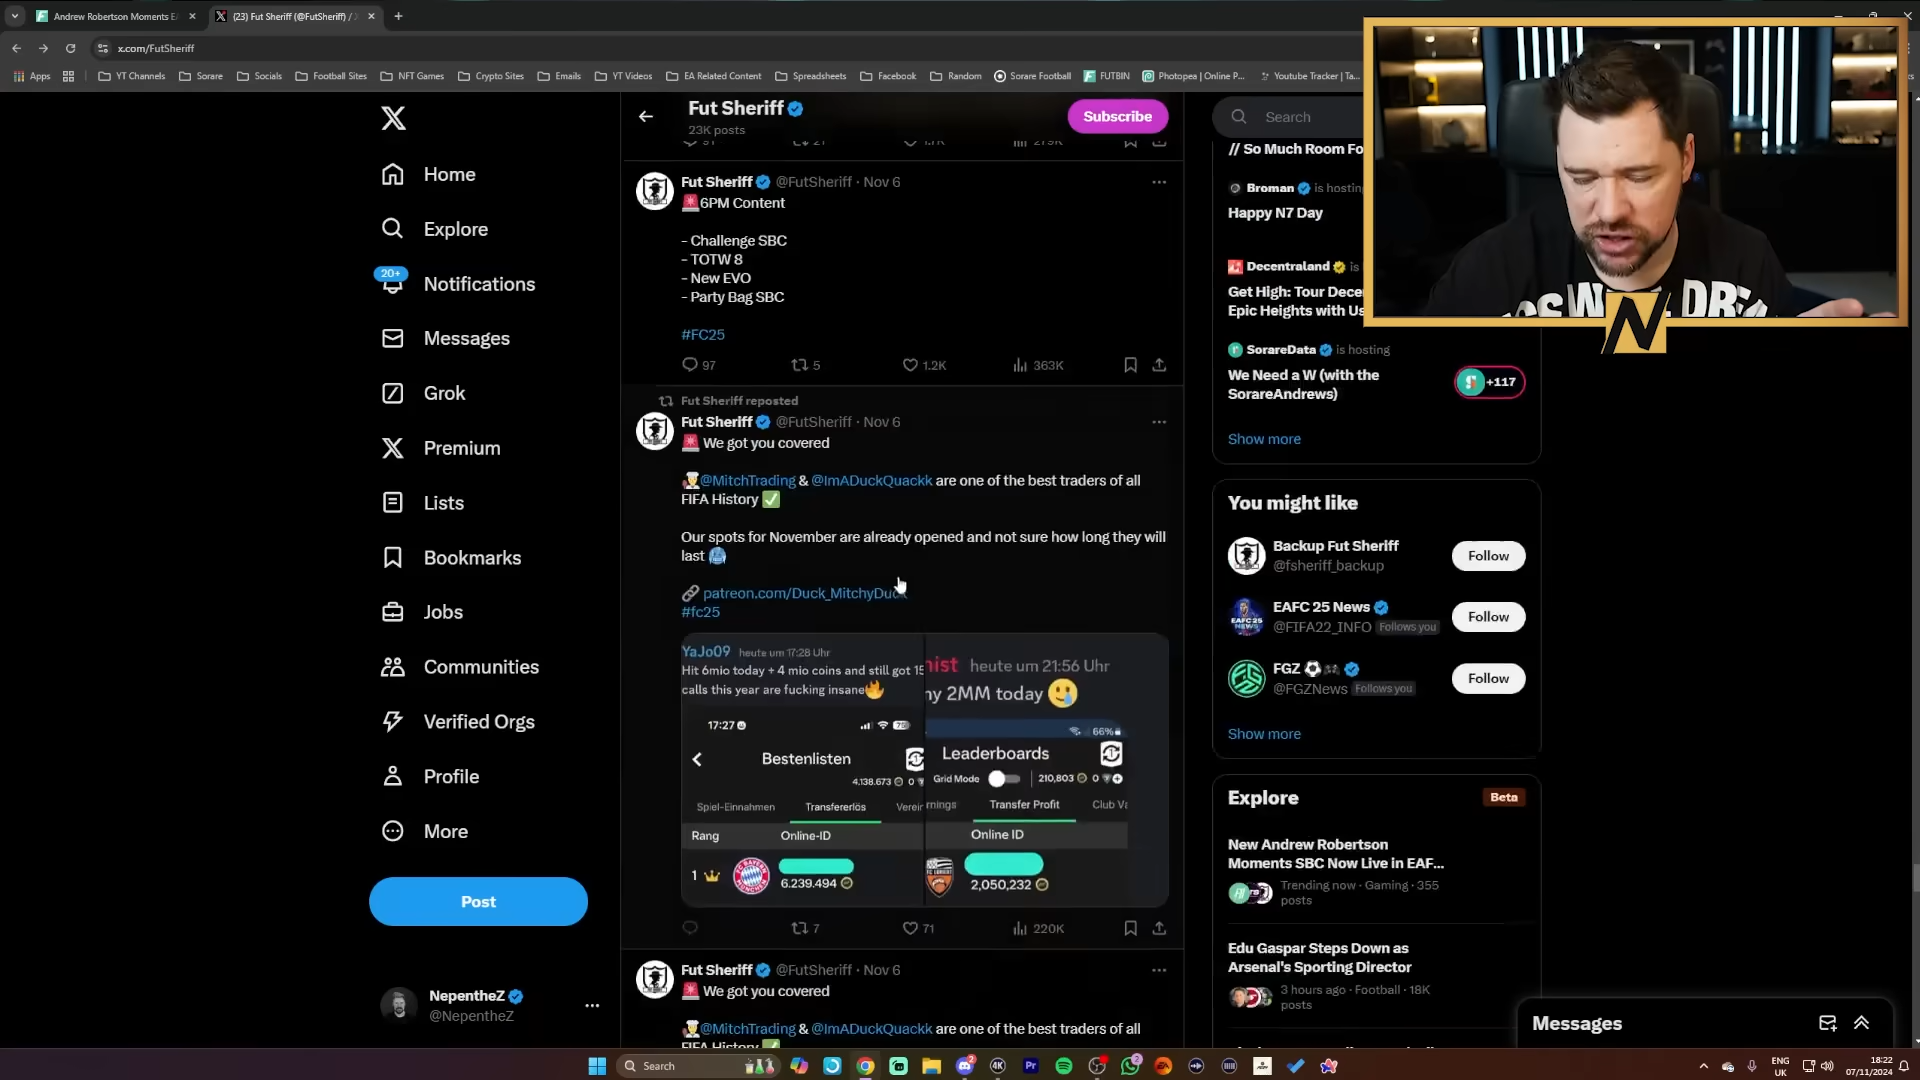 Andrew Robertson Moments E
(23) Fut Sheriff (@FutSheriff) /
x.com/FutSheriff
Apps
YT Channels
Sorare
Socials
Football Sites
NFT Games
Crypto Sites
Emails
YT Videos
EA Related Content
Spreadsheets
Facebook
Random
Sorare Football
FUTBIN
Photopea | Online P...
Youtube Tracker | Ta...
Home
Explore
20+
Notifications
Messages
Grok
Premium
Lists
Bookmarks
Jobs
Communities
Verified Orgs
Profile
More
Post
NepentheZ
@NepentheZ
Fut Sheriff
23K posts
Subscribe
Fut Sheriff @FutSheriff · Nov 6
🚨6PM Content
- Challenge SBC
- TOTW 8
- New EVO
- Party Bag SBC
#FC25
97 5 1.2K 363K
Fut Sheriff reposted
Fut Sheriff @FutSheriff · Nov 6
🚨 We got you covered
@MitchTrading & @ImADuckQuackk are one of the best traders of all
FIFA History ✅
Our spots for November are already opened and not sure how long they will
last 🥶
🔗 patreon.com/Duck_MitchyDuck
#fc25
YaJo09 heute um 17:28 Uhr
Hit 6mio today + 4 mio coins and still got 15
calls this year are fucking insane🔥
17:27
Bestenlisten
4.138.673 0
Spiel-Einnahmen Transfererlös Verein
Rang Online-ID
1
6.239.494
nist heute um 21:56 Uhr
ny 2MM today 🥲
66%
Leaderboards
Grid Mode 210,803 0
rnings Transfer Profit Club Va
Online ID
2,050,232
7 71 220K
Fut Sheriff @FutSheriff · Nov 6
🚨 We got you covered
@MitchTrading & @ImADuckQuackk are one of the best traders of all
FIFA History ✅
Search
// So Much Room Fo
Broman is hostin
Happy N7 Day
Decentraland is
Get High: Tour Dece
Epic Heights with Us
SorareData is hosting
We Need a W (with the
SorareAndrews)
+117
Show more
You might like
Backup Fut Sheriff
@fsheriff_backup
Follow
EAFC 25 News
@FIFA22_INFO Follows you
Follow
FGZ
@FGZNews Follows you
Follow
Show more
Explore
Beta
New Andrew Robertson
Moments SBC Now Live in EAF...
Trending now · Gaming · 355
posts
Edu Gaspar Steps Down as
Arsenal's Sporting Director
3 hours ago · Football · 18K
posts
Messages
N
Search
ENG
UK
18:22
07/11/2024